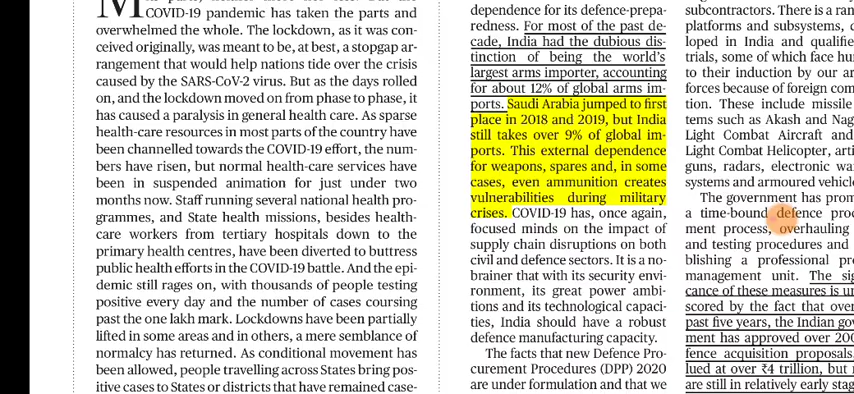 COVID-19 pandemic has taken the parts and
overwhelmed the whole. The lockdown, as it was con-
ceived originally, was meant to be, at best, a stopgap ar-
rangement that would help nations tide over the crisis
caused by the SARS-CoV-2 virus. But as the days rolled
on, and the lockdown moved on from phase to phase, it
has caused a paralysis in general health care. As sparse
health-care resources in most parts of the country have
been channelled towards the COVID-19 effort, the num-
bers have risen, but normal health-care services have
been in suspended animation for just under two
months now. Staff running several national health pro-
grammes, and State health missions, besides health-
care workers from tertiary hospitals down to the
primary health centres, have been diverted to buttress
public health efforts in the COVID-19 battle. And the epi-
demic still rages on, with thousands of people testing
positive every day and the number of cases coursing
past the one lakh mark. Lockdowns have been partially
lifted in some areas and in others, a mere semblance of
normalcy has returned. As conditional movement has
been allowed, people travelling across States bring pos-
itive cases to States or districts that have remained case-
dependence for its defence-prepa-
redness. For most of the past de-
cade, India had the dubious dis-
tinction of being the world's
largest arms importer, accounting
for about 12% of global arms im-
ports. Saudi Arabia jumped to first
place in 2018 and 2019, but India
still takes over 9% of global im-
ports. This external dependence
for weapons, spares and, in some
cases, even ammunition creates
vulnerabilities during military
crises. COVID-19 has, once again,
focused minds on the impact of
supply chain disruptions on both
civil and defence sectors. It is a no-
brainer that with its security envi-
ronment, its great power ambi-
tions and its technological capaci-
ties, India should have a robust
defence manufacturing capacity.
The facts that new Defence Pro-
curement Procedures (DPP) 2020
are under formulation and that we
subcontractors. There is a ran
platforms and subsystems, d
loped in India and qualifie
trials, some of which face hur
to their induction by our ar
forces because of foreign com
tion. These include missile
tems such as Akash and Nag
Light Combat Aircraft and
Light Combat Helicopter, arti
guns, radars, electronic wa
systems and armoured vehicle
The government has prom
a time-bound defence proc
ment process, overhauling
and testing procedures and
blishing a professional pro
management unit. The sig
cance of these measures is un
scored by the fact that over
past five years, the Indian gov
ment has approved over 200
fence acquisition proposals,
lued at over ₹4 trillion, but m
are still in relatively early stag